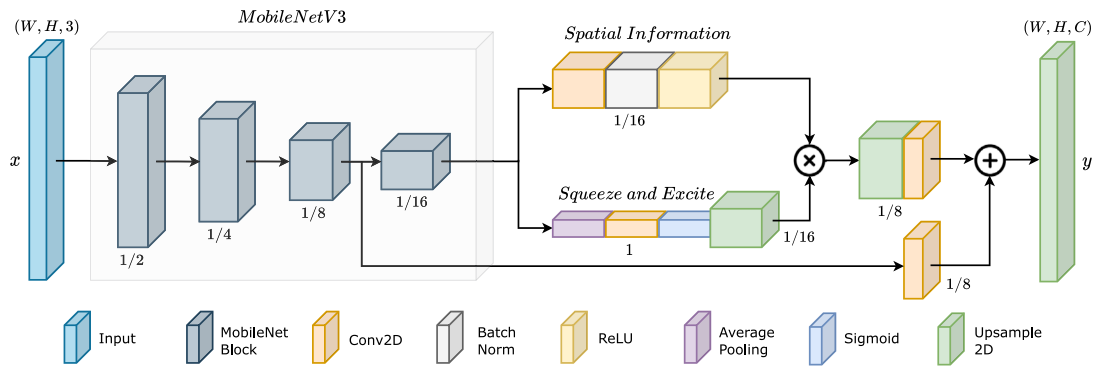 MobileNetV3
(W, H, 3)
Spatial Information
(W, H, C)
1/16
x
y
1/8
1/16
Squeeze and Excite
1/8
1/4
1/16
1
1/2
1/8
Input
MobileNet
Block
Conv2D
Batch
Norm
ReLU
Average
Pooling
Sigmoid
Upsample
2D